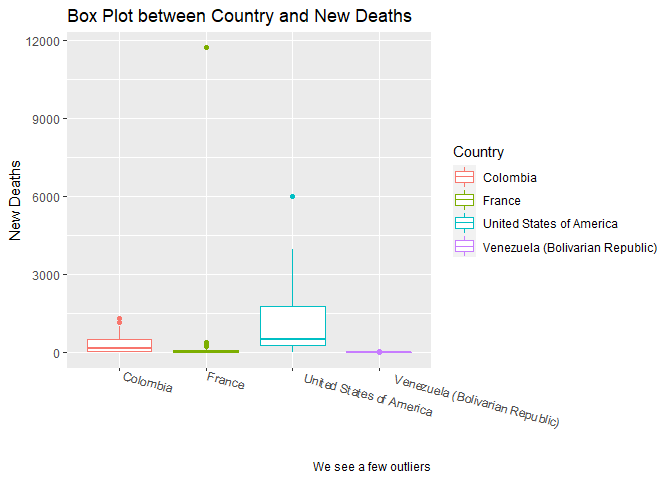 Box Plot between Country and New Deaths
12000
9000
6000
3000
0
New Deaths
Colombia
France
United States of America
Venezuela (Bolivarian Republic)
Country
Colombia
France
United States of America
Venezuela (Bolivarian Republic)
We see a few outliers